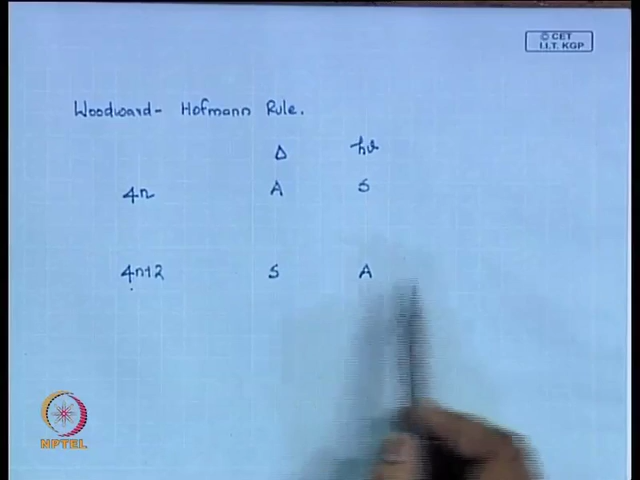 © CET
I.I.T. KGP
Woodward- Hofmann Rule.
Δ hν
4n A S
4n+2 S A
NPTEL